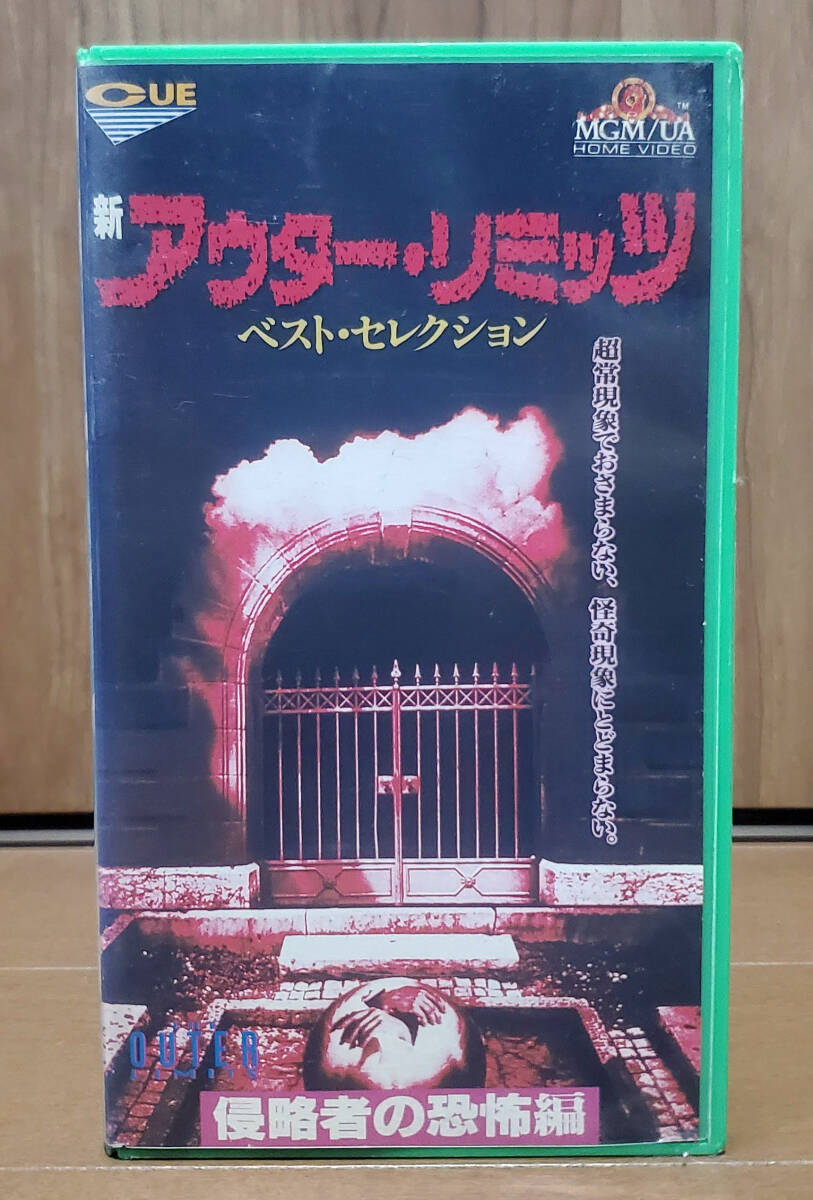 CUE
MGM/UA
HOME VIDEO
TM
新 アウター・リミッツ
ベスト・セレクション
超常現象でおさまらない、怪奇現象にとどまらない。
OUTER
侵略者の恐怖編